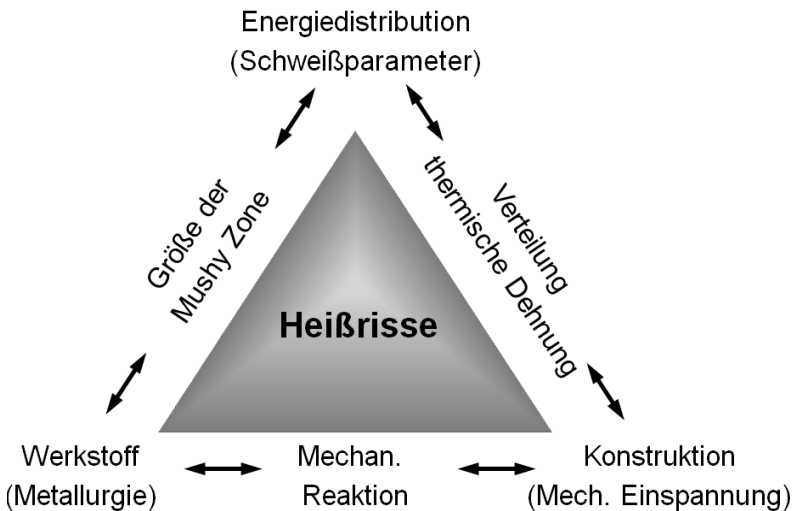 Energiedistribution
(Schweißparameter)
Größe der
Mushy Zone
Verteilung
thermische Dehnung
Heißrisse
Werkstoff
(Metallurgie)
Mechan.
Reaktion
Konstruktion
(Mech. Einspannung)